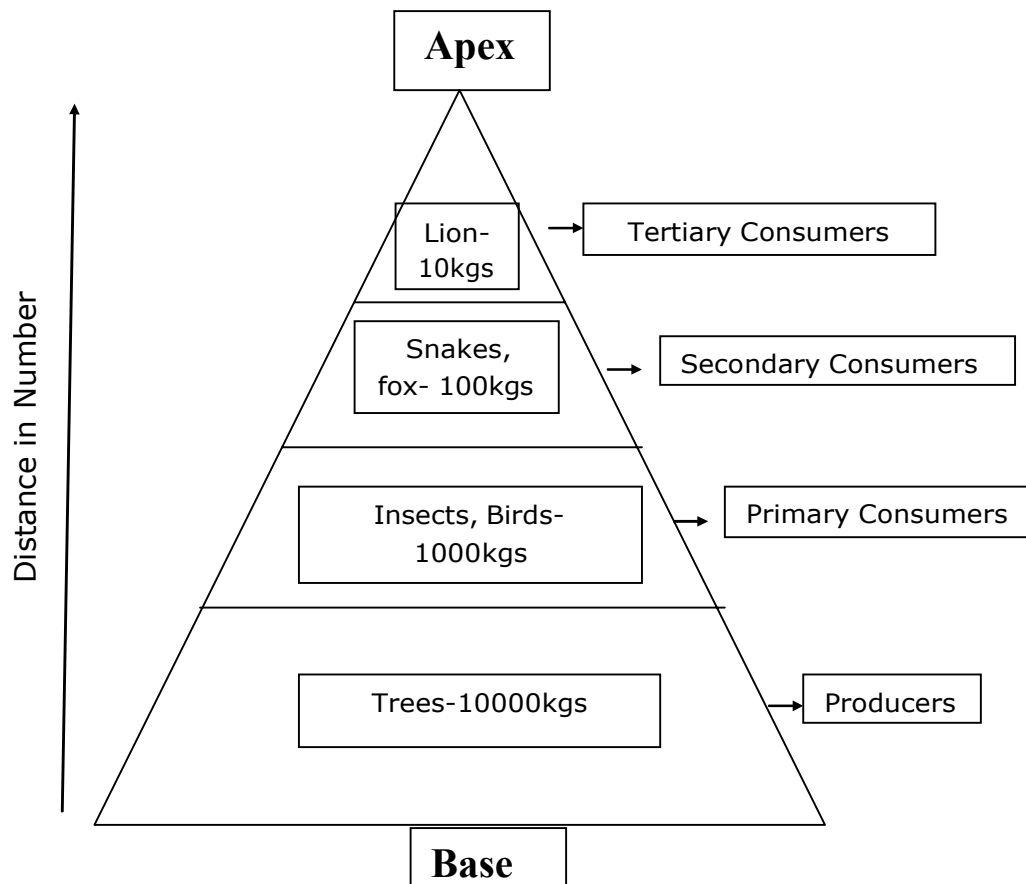 Apex
Lion-
10kgs
Tertiary Consumers
Snakes,
fox- 100kgs
Secondary Consumers
Distance in Number
Insects, Birds-
1000kgs
Primary Consumers
Trees-10000kgs
Producers
Base